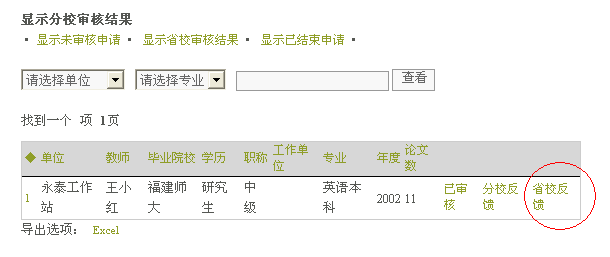 显示分校审核结果
▪ 显示未审核申请 ▪ 显示省校审核结果 ▪ 显示已结束申请 ▪
请选择单位 请选择专业 查看
找到一个 项 1页
◆ 单位 教师 毕业院校 学历 职称 工作单位 专业 年度 论文数
1 永泰工作站 王小红 福建师大 研究生 中级 英语本科 2002 11 已审核 分校反馈 省校反馈
导出选项： Excel